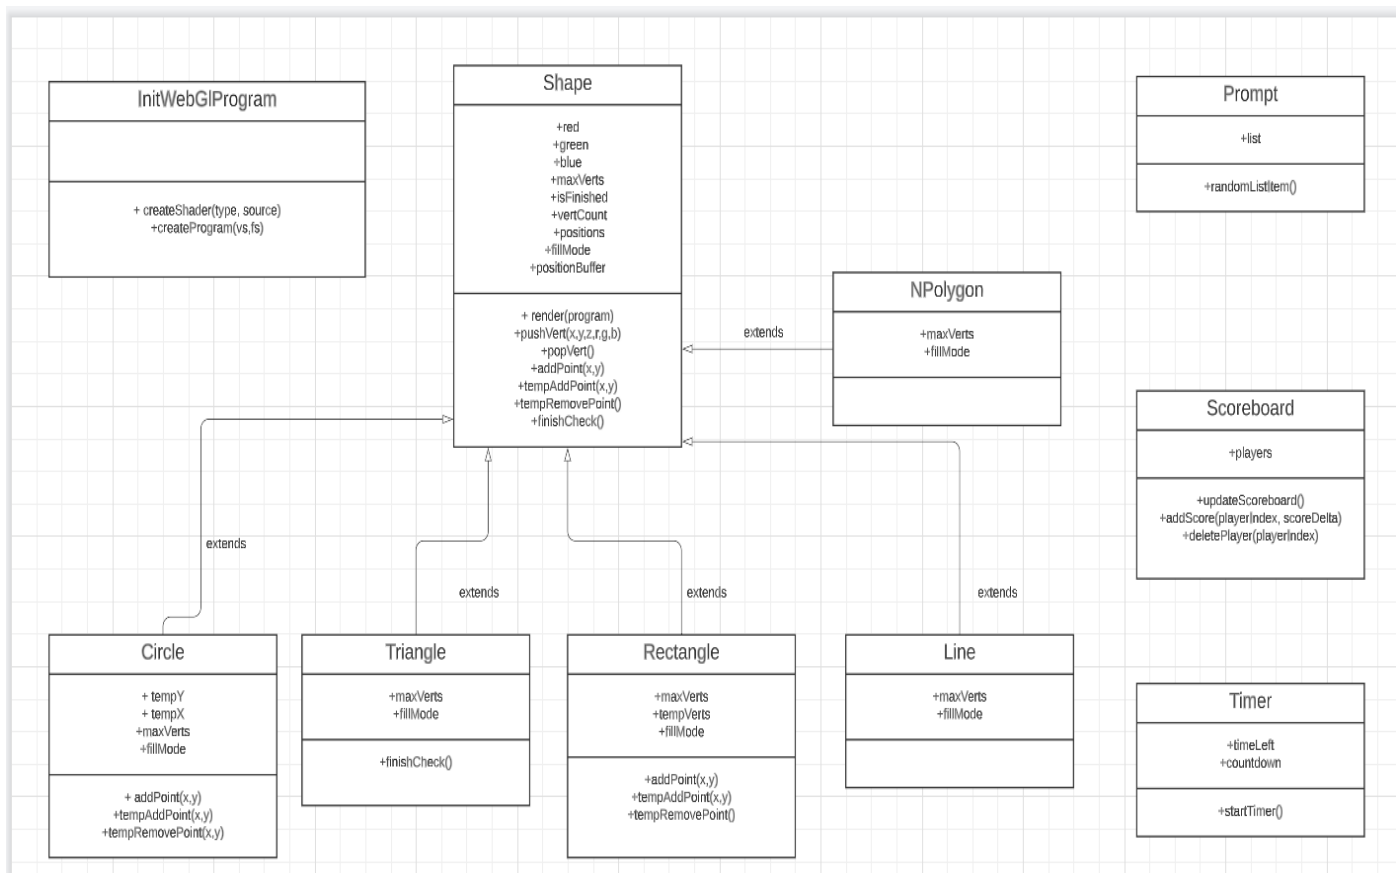 InitWebGlProgram
+ createShader(type, source)
+createProgram(vs,fs)
Shape
+red
+green
+blue
+maxVerts
+isFinished
+vertCount
+positions
+fillMode
+positionBuffer
+ render(program)
+pushVert(x,y,z,r,g,b)
+popVert()
+addPoint(x,y)
+tempAddPoint(x,y)
+tempRemovePoint()
+finishCheck()
Prompt
+list
+randomListItem()
NPolygon
+maxVerts
+fillMode
extends
Scoreboard
+players
+updateScoreboard()
+addScore(playerIndex, scoreDelta)
+deletePlayer(playerIndex)
extends
extends
extends
extends
Circle
+ tempY
+ tempX
+maxVerts
+fillMode
+ addPoint(x,y)
+tempAddPoint(x,y)
+tempRemovePoint(x,y)
Triangle
+maxVerts
+fillMode
+finishCheck()
Rectangle
+maxVerts
+tempVerts
+fillMode
+addPoint(x,y)
+tempAddPoint(x,y)
+tempRemovePoint()
Line
+maxVerts
+fillMode
Timer
+timeLeft
+countdown
+startTimer()